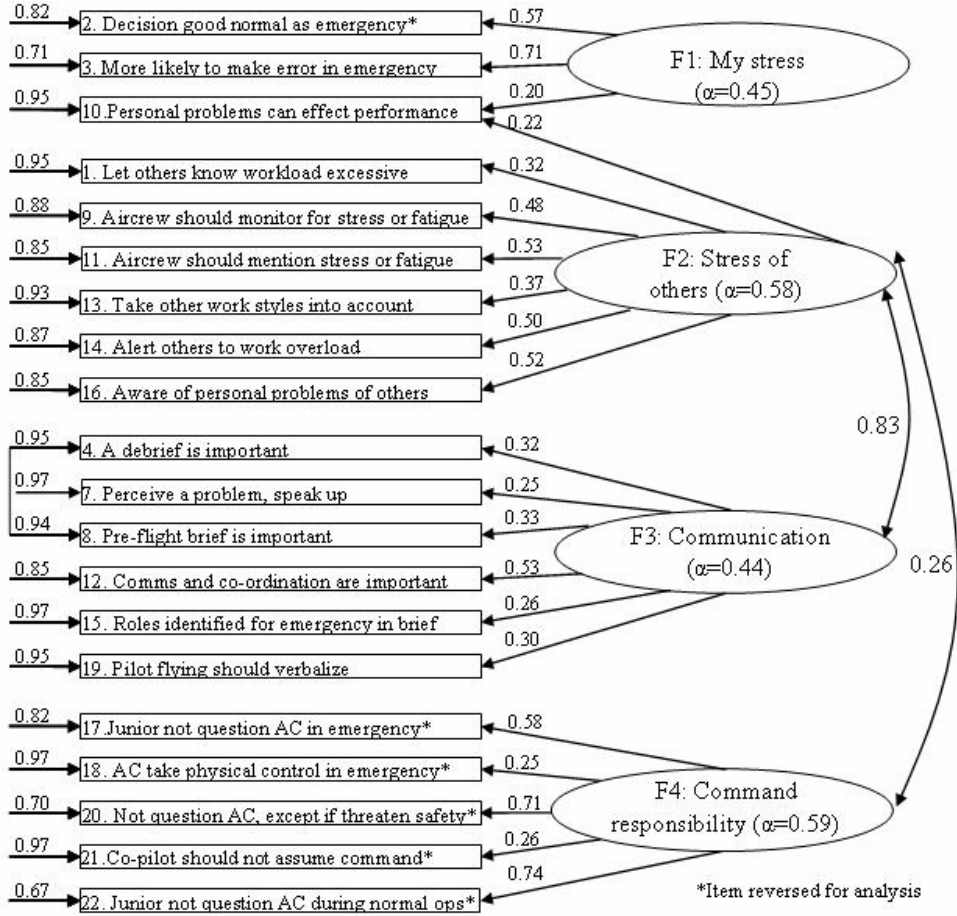 0.82
2. Decision good normal as emergency*
0.57
0.71
3. More likely to make error in emergency
0.71
F1: My stress
(α=0.45)
0.95
10.Personal problems can effect performance
0.20
0.22
0.95
1. Let others know workload excessive
0.32
0.88
9. Aircrew should monitor for stress or fatigue
0.48
0.85
11. Aircrew should mention stress or fatigue
0.53
F2: Stress of
others (α=0.58)
0.93
13. Take other work styles into account
0.37
0.87
14. Alert others to work overload
0.50
0.85
16. Aware of personal problems of others
0.52
0.83
0.26
0.95
4. A debrief is important
0.32
0.97
7. Perceive a problem, speak up
0.25
0.94
8. Pre-flight brief is important
0.33
F3: Communication
(α=0.44)
0.85
12. Comms and co-ordination are important
0.53
0.97
15. Roles identified for emergency in brief
0.26
0.95
19. Pilot flying should verbalize
0.30
0.82
17.Junior not question AC in emergency*
0.58
0.97
18. AC take physical control in emergency*
0.25
0.70
20. Not question AC, except if threaten safety*
0.71
F4: Command
responsibility (α=0.59)
0.97
21.Co-pilot should not assume command*
0.26
0.67
22. Junior not question AC during normal ops*
0.74
*Item reversed for analysis